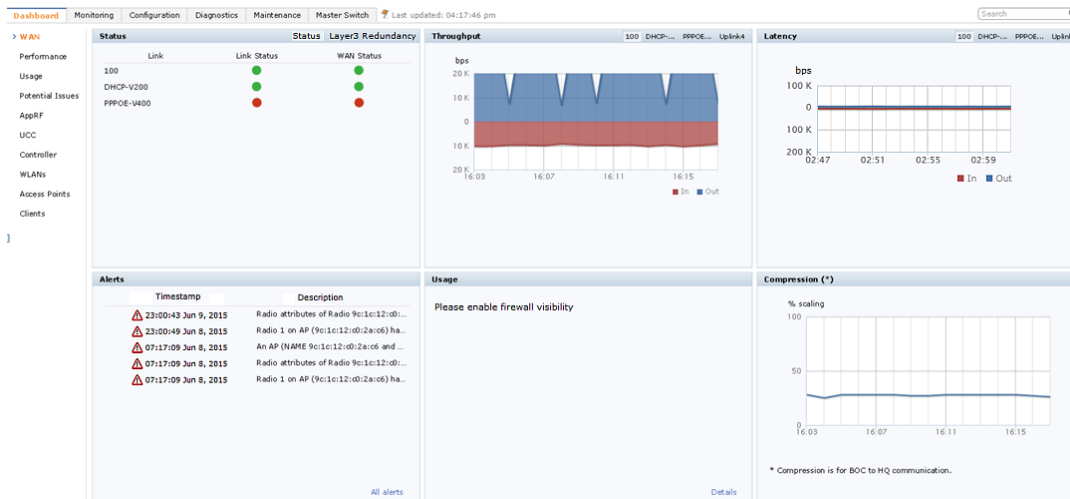 Dashboard Monitoring Configuration Diagnostics Maintenance Master Switch Last updated: 04:17:46 pm Search
> WAN
Performance
Usage
Potential Issues
AppRF
UCC
Controller
WLANs
Access Points
Clients
]
Status Status Layer3 Redundancy
Link Link Status WAN Status
100
DHCP-V200
PPPOE-V400
Throughput 100 DHCP-... PPPOE... Uplink4
bps
20 K
10 K
0
10 K
20 K
16:03 16:07 16:11 16:15
In Out
Latency 100 DHCP-... PPPOE... Uplin
bps
100 K
0
100 K
200 K
02:47 02:51 02:55 02:59
In Out
Alerts
Timestamp Description
23:00:43 Jun 9, 2015 Radio attributes of Radio 9c:1c:12:c0:...
23:00:49 Jun 8, 2015 Radio 1 on AP (9c:1c:12:c0:2a:c6) ha...
07:17:09 Jun 8, 2015 An AP (NAME 9c:1c:12:c0:2a:c6 and ...
07:17:09 Jun 8, 2015 Radio attributes of Radio 9c:1c:12:c0:...
07:17:09 Jun 8, 2015 Radio 1 on AP (9c:1c:12:c0:2a:c6) ha...
All alerts
Usage
Please enable firewall visibility
Details
Compression (*)
% scaling
100
50
0
16:03 16:07 16:11 16:15
* Compression is for BOC to HQ communication.